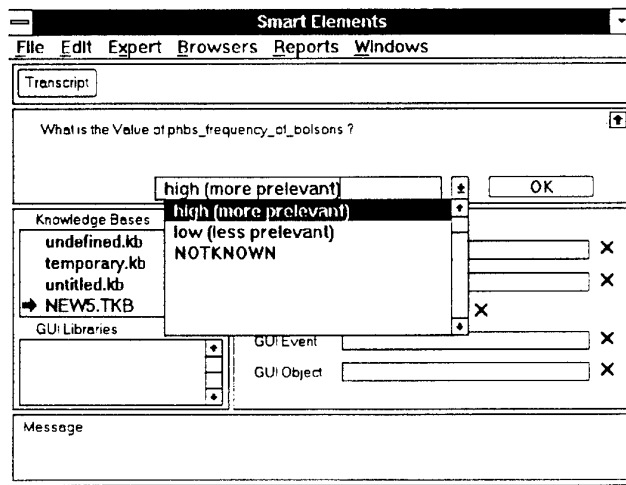 Smart Elements
File Edit Expert Browsers Reports Windows
Transcript
What is the Value of phbs_frequency_of_bolsons ?
high (more prelevant)
OK
high (more prelevant)
low (less prelevant)
NOTKNOWN
Knowledge Bases
undefined.kb
temporary.kb
untitled.kb
NEW5.TKB
GUI Libraries
GUI Event
GUI Object
Message